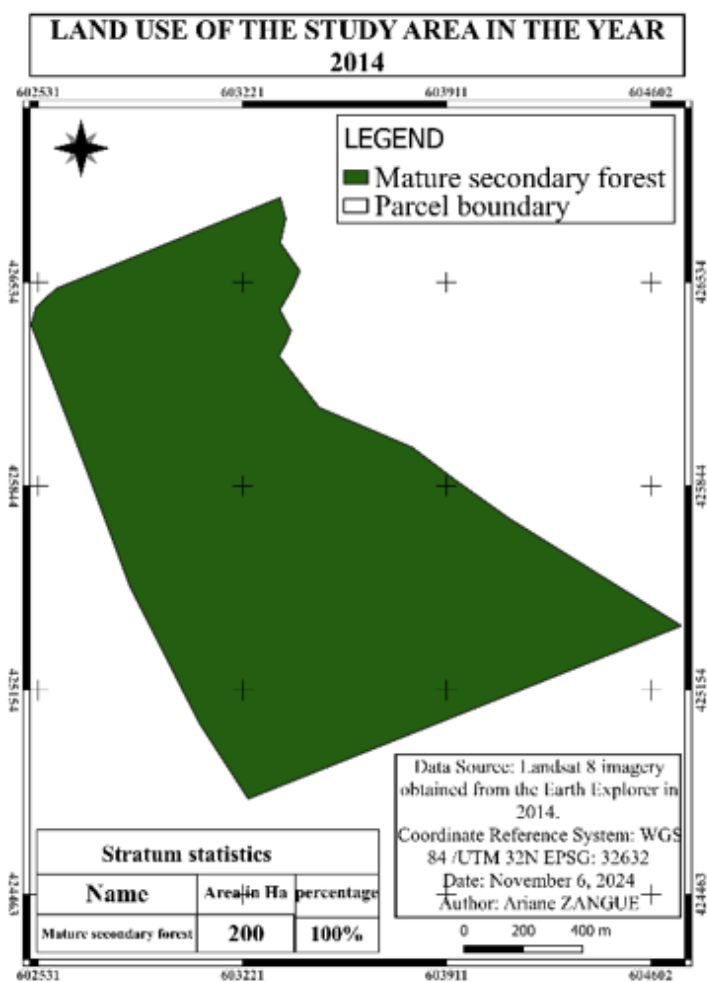 LAND USE OF THE STUDY AREA IN THE YEAR
2014
602531 603221 603911 604602
LEGEND
Mature secondary forest
Parcel boundary
426534 426534
425844 425844
425154 425154
424463 424463
Data Source: Landsat 8 imagery
obtained from the Earth Explorer in
2014.
Coordinate Reference System: WGS
84 /UTM 32N EPSG: 32632
Date: November 6, 2024
Author: Ariane ZANGUE
0 200 400 m
Stratum statistics
Name Area in Ha percentage
Mature secondary forest 200 100%
602531 603221 603911 604602